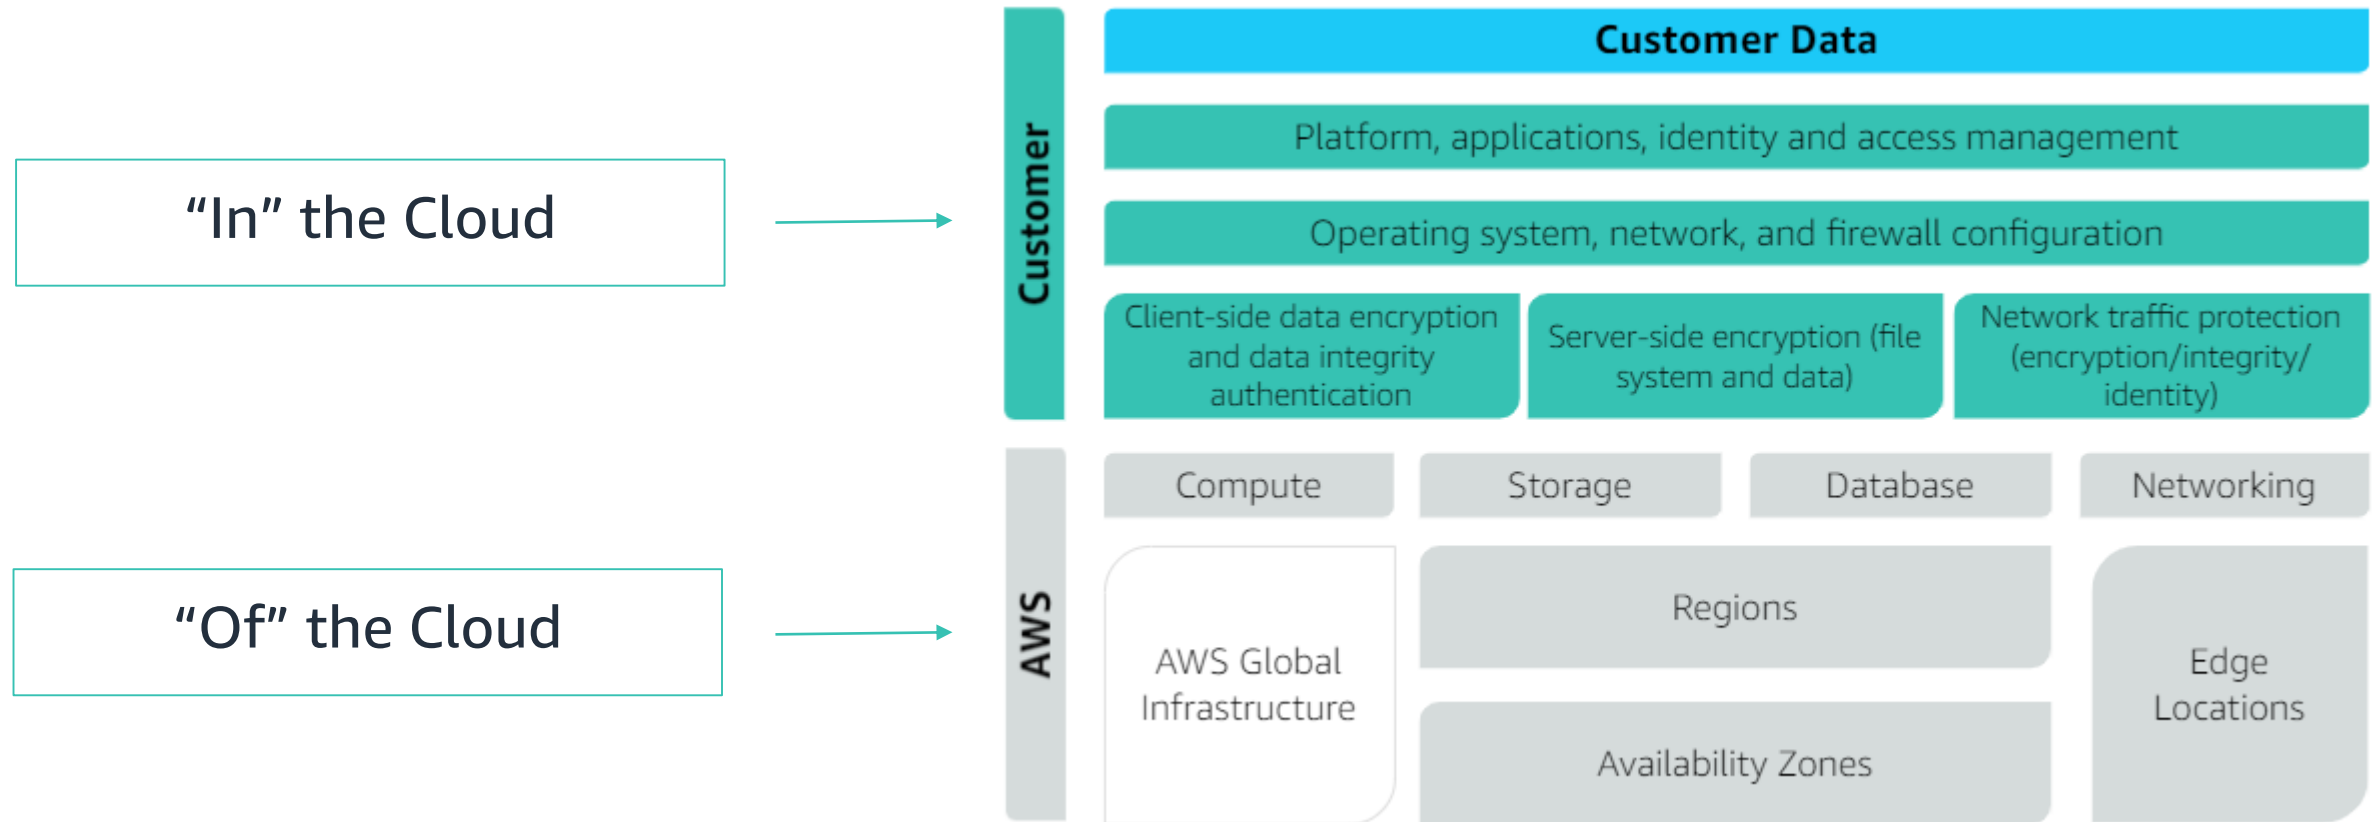 “In” the Cloud
“Of” the Cloud
Customer
Customer Data
Platform, applications, identity and access management
Operating system, network, and firewall configuration
Client-side data encryption
and data integrity
authentication
Server-side encryption (file
system and data)
Network traffic protection
(encryption/integrity/
identity)
AWS
Compute
Storage
Database
Networking
AWS Global
Infrastructure
Regions
Availability Zones
Edge
Locations